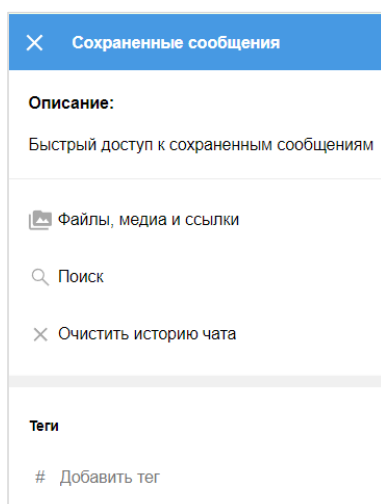 Сохраненные сообщения
Описание:
Быстрый доступ к сохраненным сообщениям
Файлы, медиа и ссылки
Поиск
Очистить историю чата
Теги
# Добавить тег